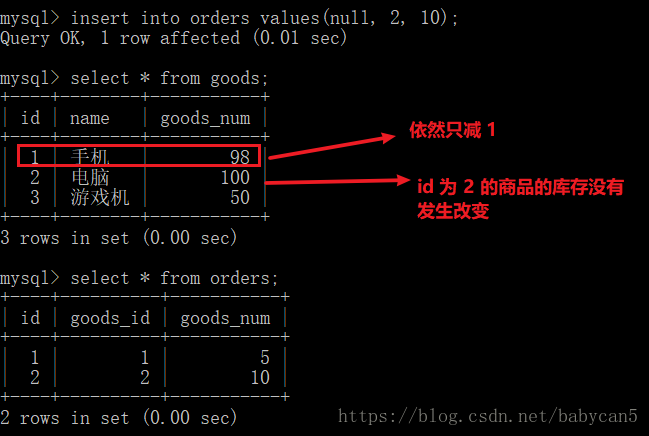 mysql> insert into orders values(null, 2, 10);
Query OK, 1 row affected (0.01 sec)
mysql> select * from goods;
+----+--------+-----------+
| id | name | goods_num |
+----+--------+-----------+
| 1 | 手机 | 98 |
| 2 | 电脑 | 100 |
| 3 | 游戏机 | 50 |
+----+--------+-----------+
依然只减 1
id 为 2 的商品的库存没有
发生改变
3 rows in set (0.00 sec)
mysql> select * from orders;
+----+----------+-----------+
| id | goods_id | goods_num |
+----+----------+-----------+
| 1 | 1 | 5 |
| 2 | 2 | 10 |
+----+----------+-----------+
2 rows in set (0.00 sec)
https://blog.csdn.net/babycan5